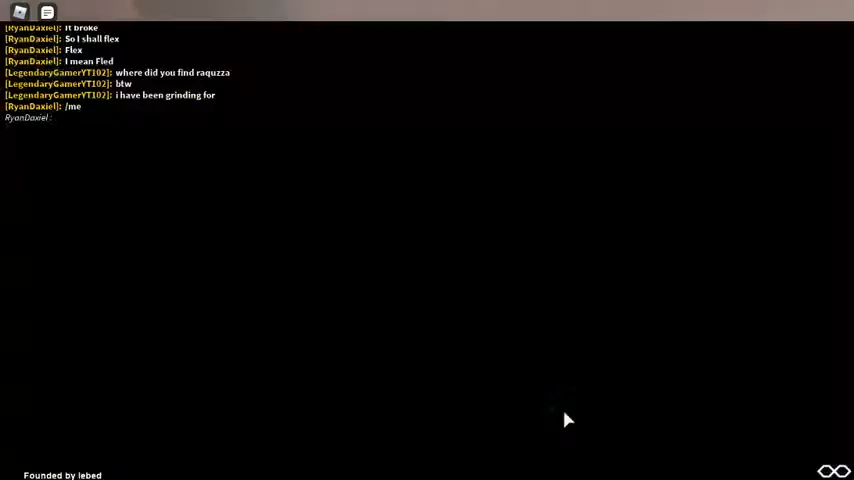 [RyanDaxiel]: It broke
[RyanDaxiel]: So I shall flex
[RyanDaxiel]: Flex
[RyanDaxiel]: I mean Fled
[LegendaryGamerYT102]: where did you find raquzza
[LegendaryGamerYT102]: btw
[LegendaryGamerYT102]: i have been grinding for
[RyanDaxiel]: /me
RyanDaxiel :
Founded by lebed